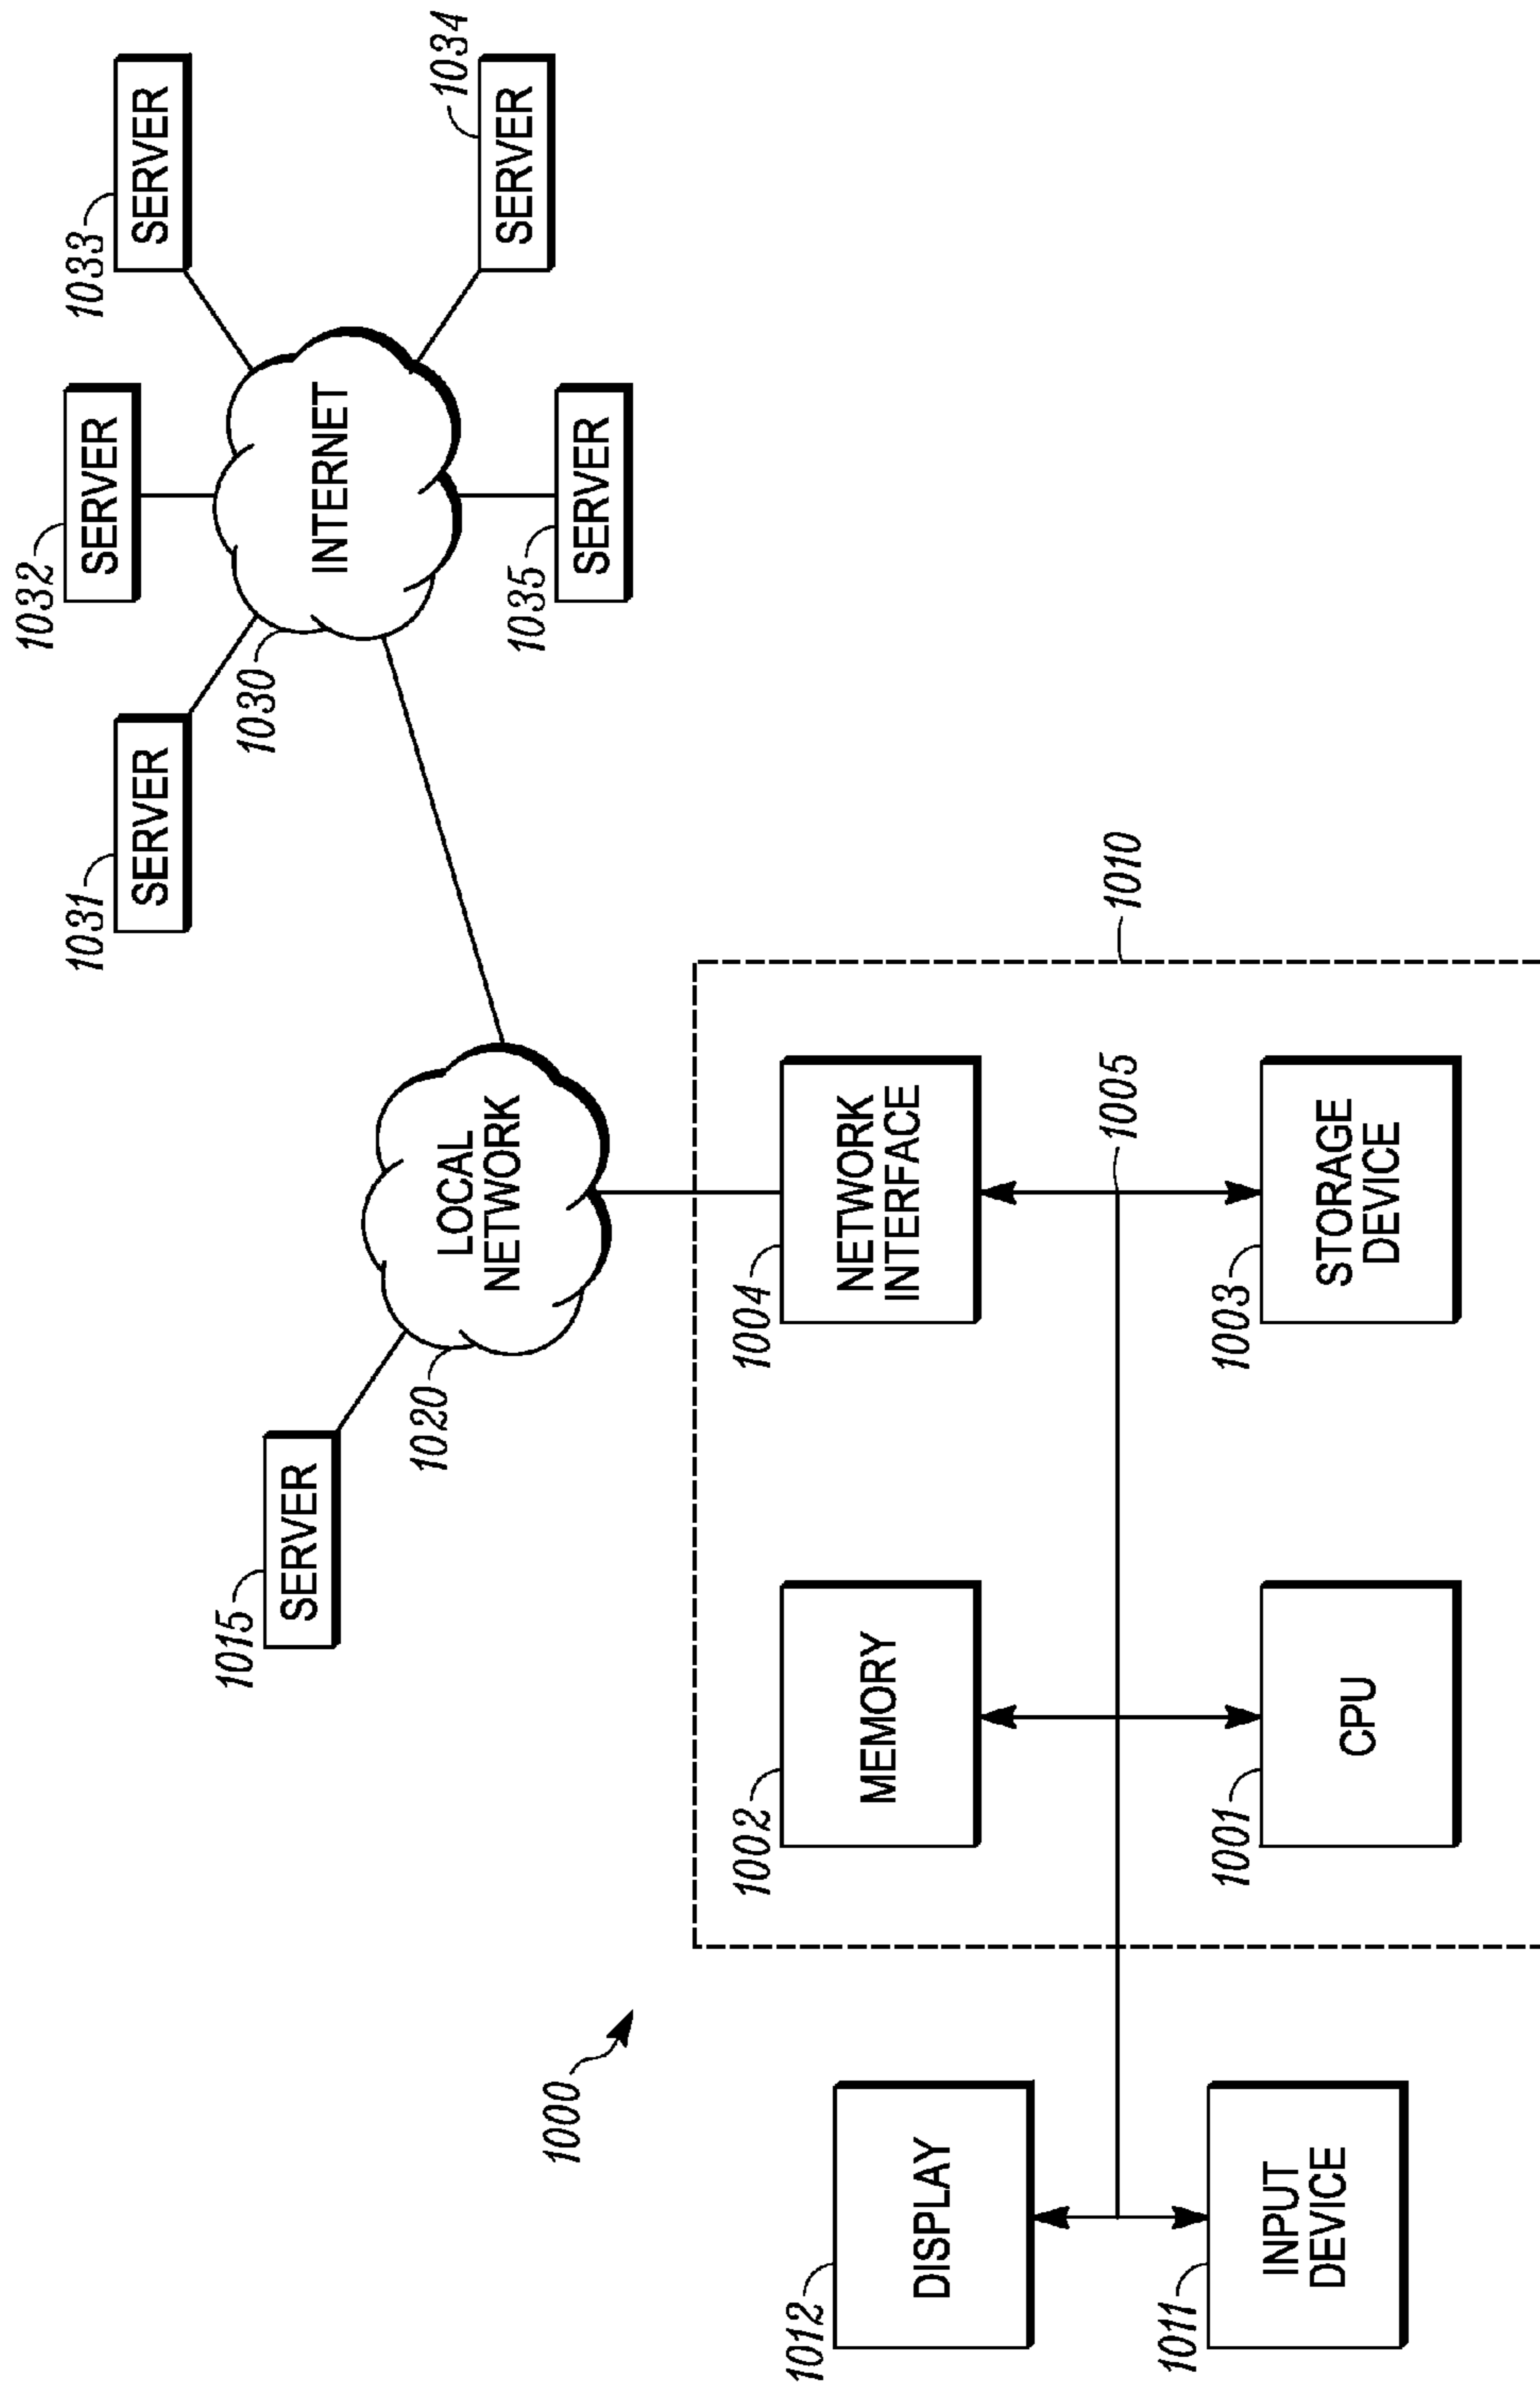 1000
1012
DISPLAY
1011
INPUT
DEVICE
1015
SERVER
1020
LOCAL
NETWORK
1002
MEMORY
1001
CPU
1004
NETWORK
INTERFACE
1005
1003
STORAGE
DEVICE
1010
1031
SERVER
1032
SERVER
1033
SERVER
1030
INTERNET
1034
SERVER
1035
SERVER